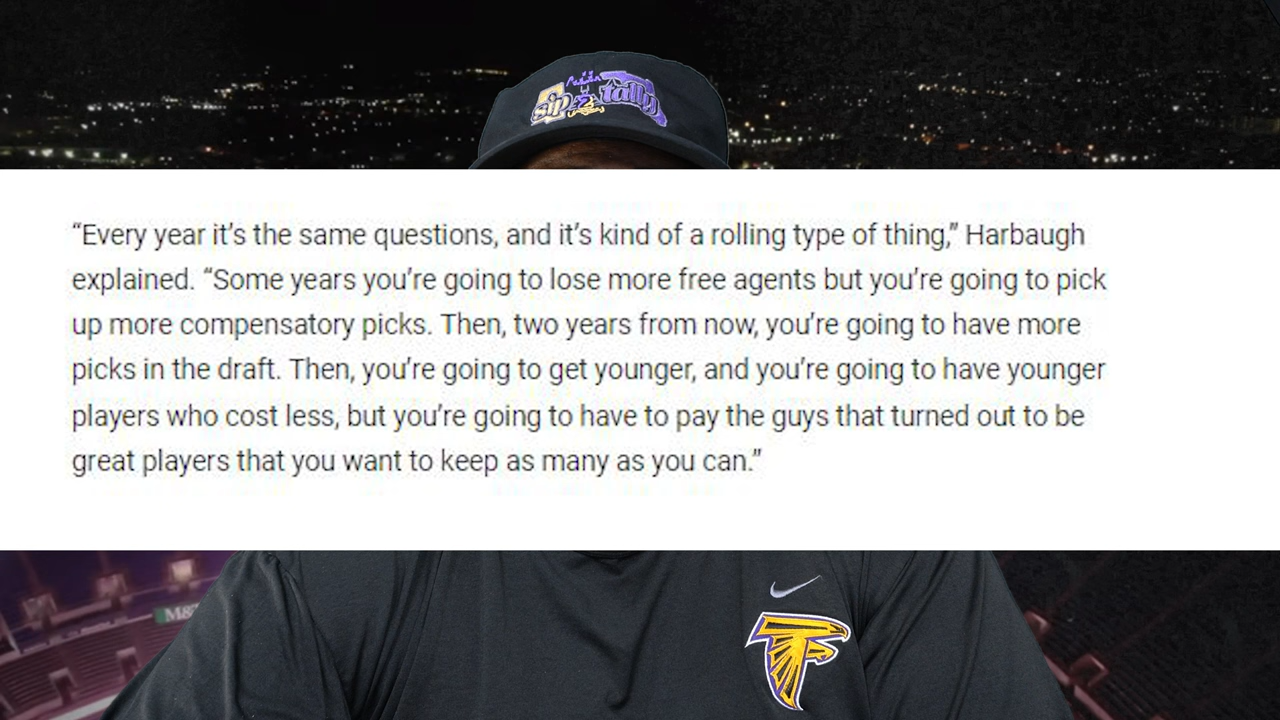 sip 2 tally
“Every year it’s the same questions, and it’s kind of a rolling type of thing,” Harbaugh
explained. “Some years you’re going to lose more free agents but you’re going to pick
up more compensatory picks. Then, two years from now, you’re going to have more
picks in the draft. Then, you’re going to get younger, and you’re going to have younger
players who cost less, but you’re going to have to pay the guys that turned out to be
great players that you want to keep as many as you can.”
M&